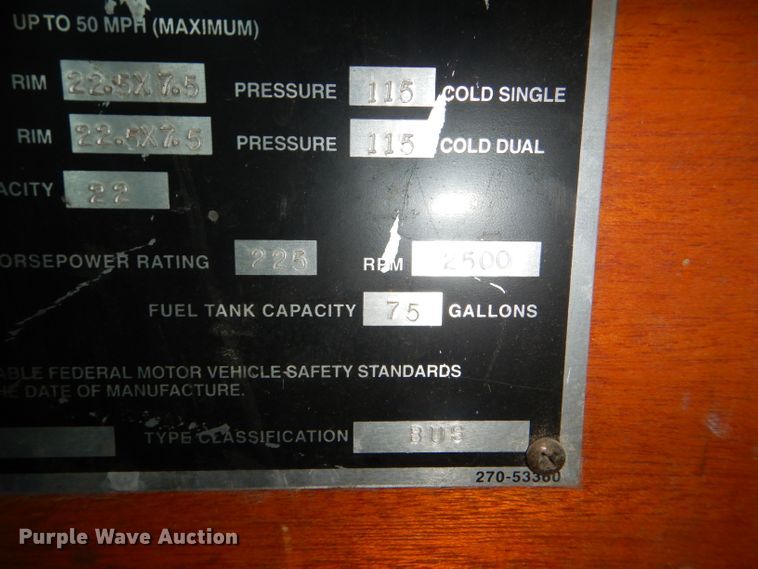 UP TO 50 MPH (MAXIMUM)
RIM 22.5X7.5 PRESSURE 115 COLD SINGLE
RIM 22.5X7.5 PRESSURE 115 COLD DUAL
ACITY 22
ORSEPOWER RATING 225 RPM 2500
FUEL TANK CAPACITY 75 GALLONS
ABLE FEDERAL MOTOR VEHICLE SAFETY STANDARDS
HE DATE OF MANUFACTURE.
TYPE CLASSIFICATION BUS
270-53360
Purple Wave Auction